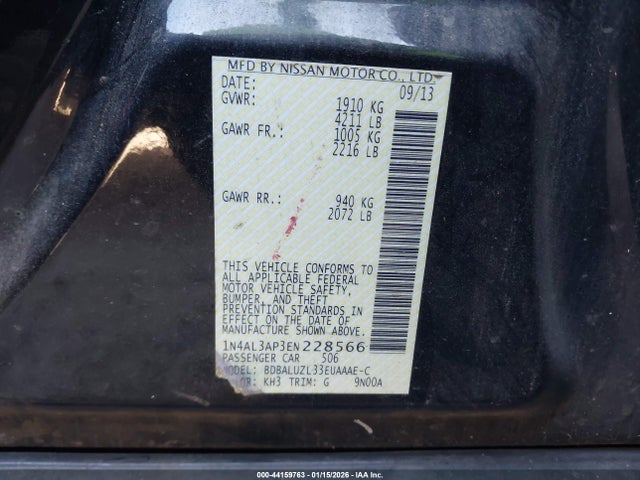 MFD BY NISSAN MOTOR CO., LTD.
DATE: 09/13
GVWR: 1910 KG
4211 LB
GAWR FR.: 1005 KG
2216 LB
GAWR RR.: 940 KG
2072 LB
THIS VEHICLE CONFORMS TO
ALL APPLICABLE FEDERAL
MOTOR VEHICLE SAFETY,
BUMPER, AND THEFT
PREVENTION STANDARDS IN
EFFECT ON THE DATE OF
MANUFACTURE SHOWN ABOVE.
1N4AL3AP3EN228566
PASSENGER CAR 506
MODEL: BDBALUZL33EUAAAE-C
OR: KH3 TRIM: G 9N00A
000-44159763 - 01/15/2026 - IAA Inc.